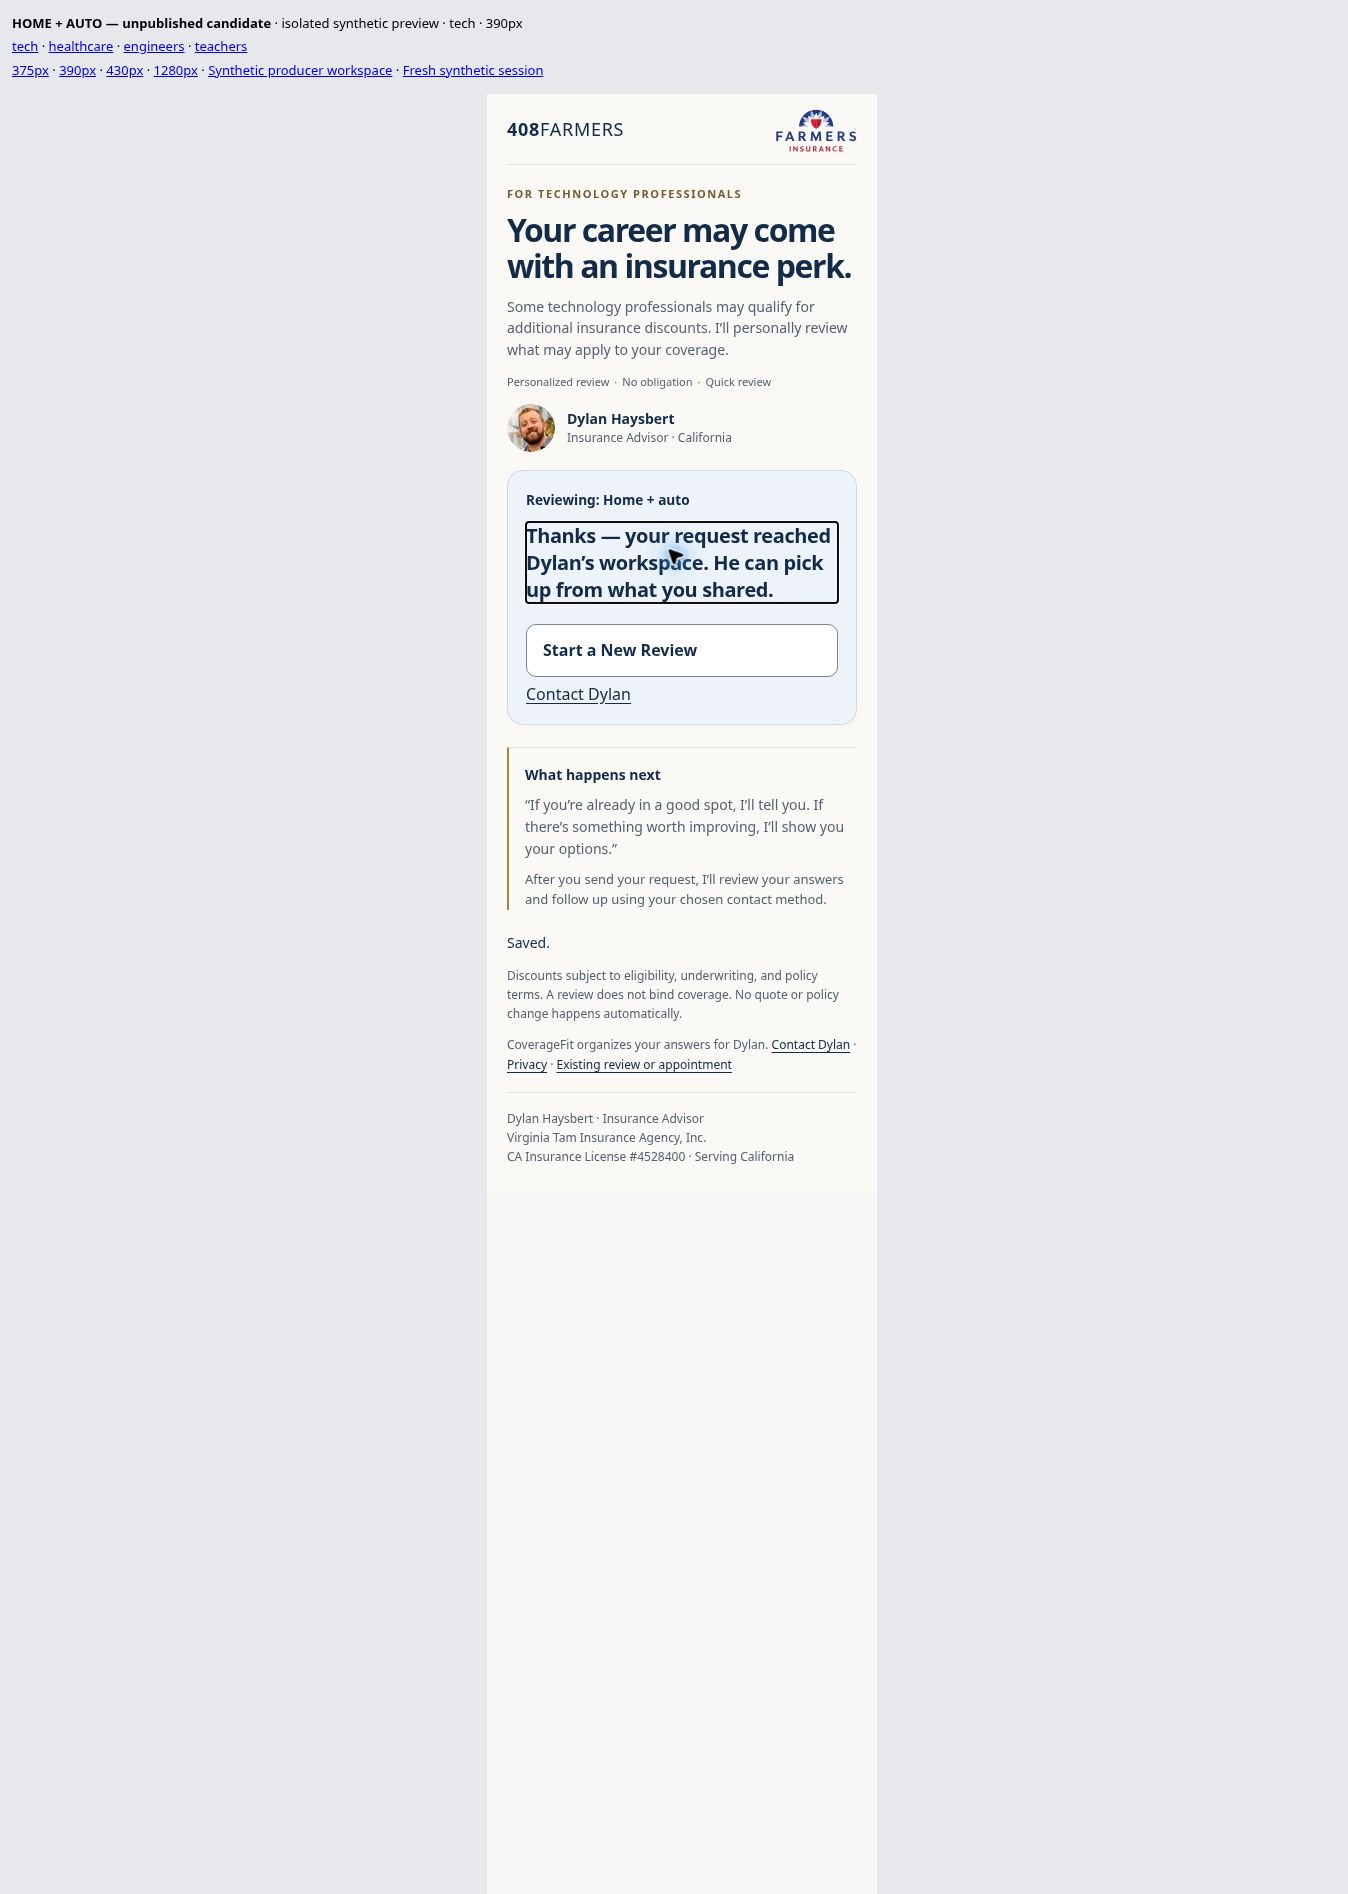 HOME + AUTO — unpublished candidate · isolated synthetic preview · tech · 390px
tech · healthcare · engineers · teachers
375px · 390px · 430px · 1280px · Synthetic producer workspace · Fresh synthetic session
408FARMERS
FARMERS
INSURANCE
FOR TECHNOLOGY PROFESSIONALS
Your career may come
with an insurance perk.
Some technology professionals may qualify for
additional insurance discounts. I’ll personally review
what may apply to your coverage.
Personalized review · No obligation · Quick review
Dylan Haysbert
Insurance Advisor · California
Reviewing: Home + auto
Thanks — your request reached
Dylan’s workspace. He can pick
up from what you shared.
Start a New Review
Contact Dylan
What happens next
“If you’re already in a good spot, I’ll tell you. If
there’s something worth improving, I’ll show you
your options.”
After you send your request, I’ll review your answers
and follow up using your chosen contact method.
Saved.
Discounts subject to eligibility, underwriting, and policy
terms. A review does not bind coverage. No quote or policy
change happens automatically.
CoverageFit organizes your answers for Dylan. Contact Dylan ·
Privacy · Existing review or appointment
Dylan Haysbert · Insurance Advisor
Virginia Tam Insurance Agency, Inc.
CA Insurance License #4528400 · Serving California